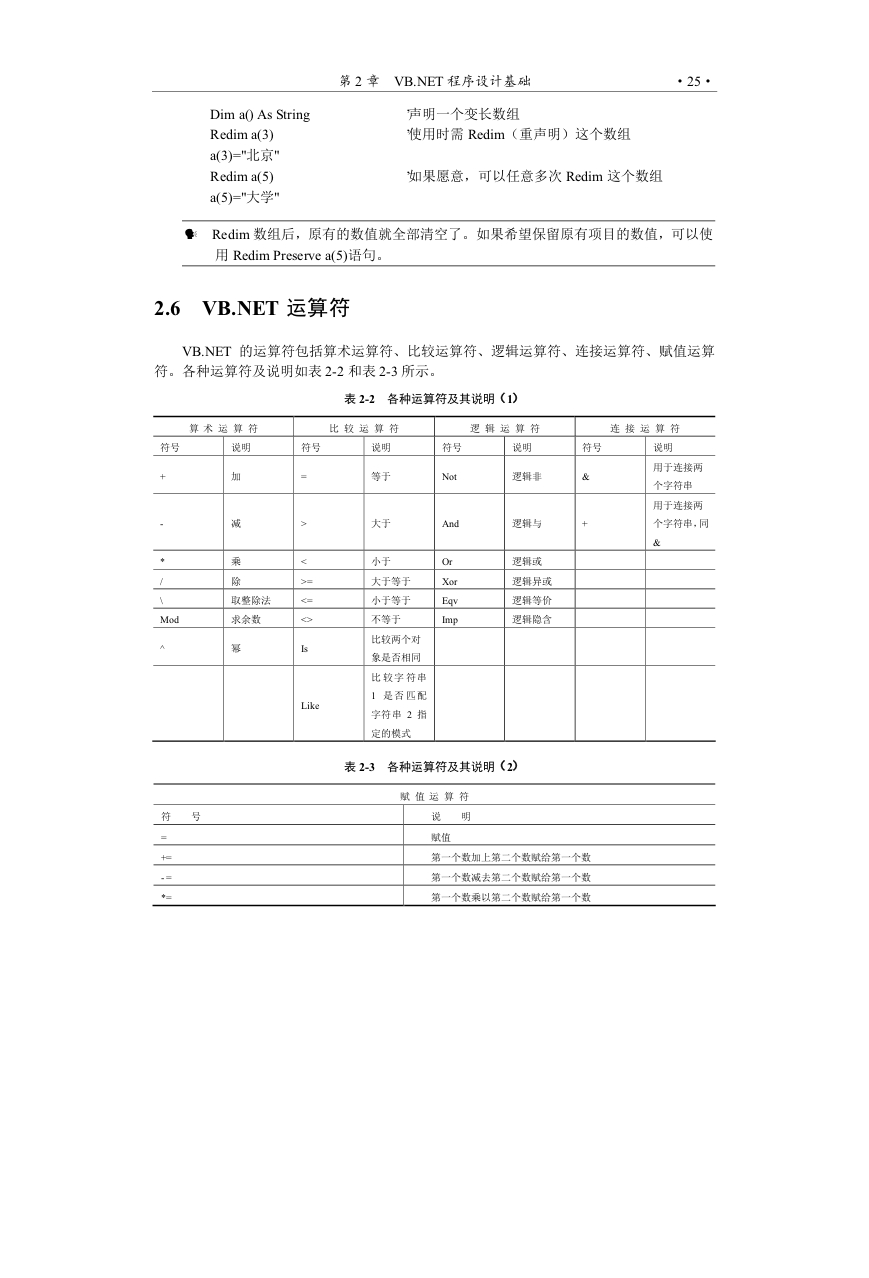 第 2 章 VB.NET 程序设计基础 ·25·
Dim a() As String '声明一个变长数组
Redim a(3) '使用时需 Redim（重声明）这个数组
a(3)="北京"
Redim a(5) '如果愿意，可以任意多次 Redim 这个数组
a(5)="大学"
Redim 数组后，原有的数值就全部清空了。如果希望保留原有项目的数值，可以使
用 Redim Preserve a(5)语句。
2.6 VB.NET 运算符
VB.NET 的运算符包括算术运算符、比较运算符、逻辑运算符、连接运算符、赋值运算
符。各种运算符及说明如表 2-2 和表 2-3 所示。
表 2-2 各种运算符及其说明（1）
算 术 运 算 符 比 较 运 算 符 逻 辑 运 算 符 连 接 运 算 符
符号 说明 符号 说明 符号 说明 符号 说明
+ 加 = 等于 Not 逻辑非 & 用于连接两
个字符串
- 减 > 大于 And 逻辑与 + 用于连接两
个字符串，同
&
* 乘 < 小于 Or 逻辑或
/ 除 >= 大于等于 Xor 逻辑异或
\ 取整除法 <= 小于等于 Eqv 逻辑等价
Mod 求余数 <> 不等于 Imp 逻辑隐含
^ 幂 Is 比较两个对
象是否相同
Like 比较字符串
1 是否匹配
字符串 2 指
定的模式
表 2-3 各种运算符及其说明（2）
赋 值 运 算 符
符 号 说 明
= 赋值
+= 第一个数加上第二个数赋给第一个数
-= 第一个数减去第二个数赋给第一个数
*= 第一个数乘以第二个数赋给第一个数